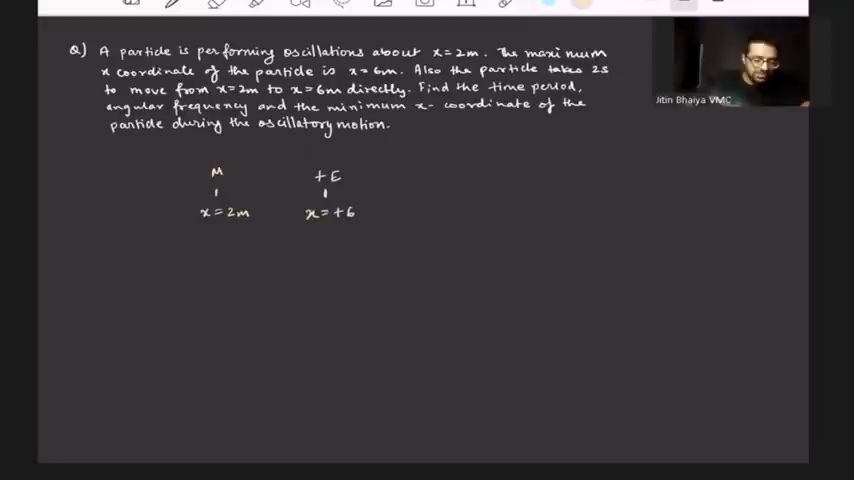 Q) A particle is performing oscillations about x=2m. The maximum
x coordinate of the particle is x=6m. Also the particle takes 2s
to move from x=2m to x=6m directly. Find the time period,
angular frequency and the minimum x- coordinate of the
particle during the oscillatory motion.
M +E
x=2m x=+6
Jitin Bhaiya VMC